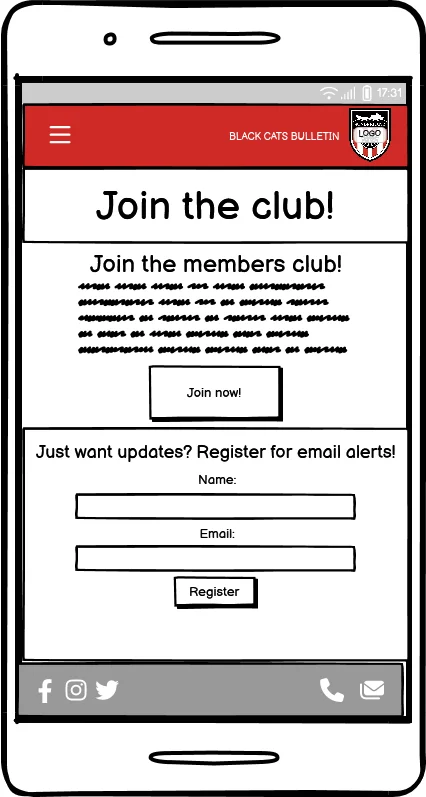 17:31
BLACK CATS BULLETIN
LOGO
Join the club!
Join the members club!
Join now!
Just want updates? Register for email alerts!
Name:
Email:
Register